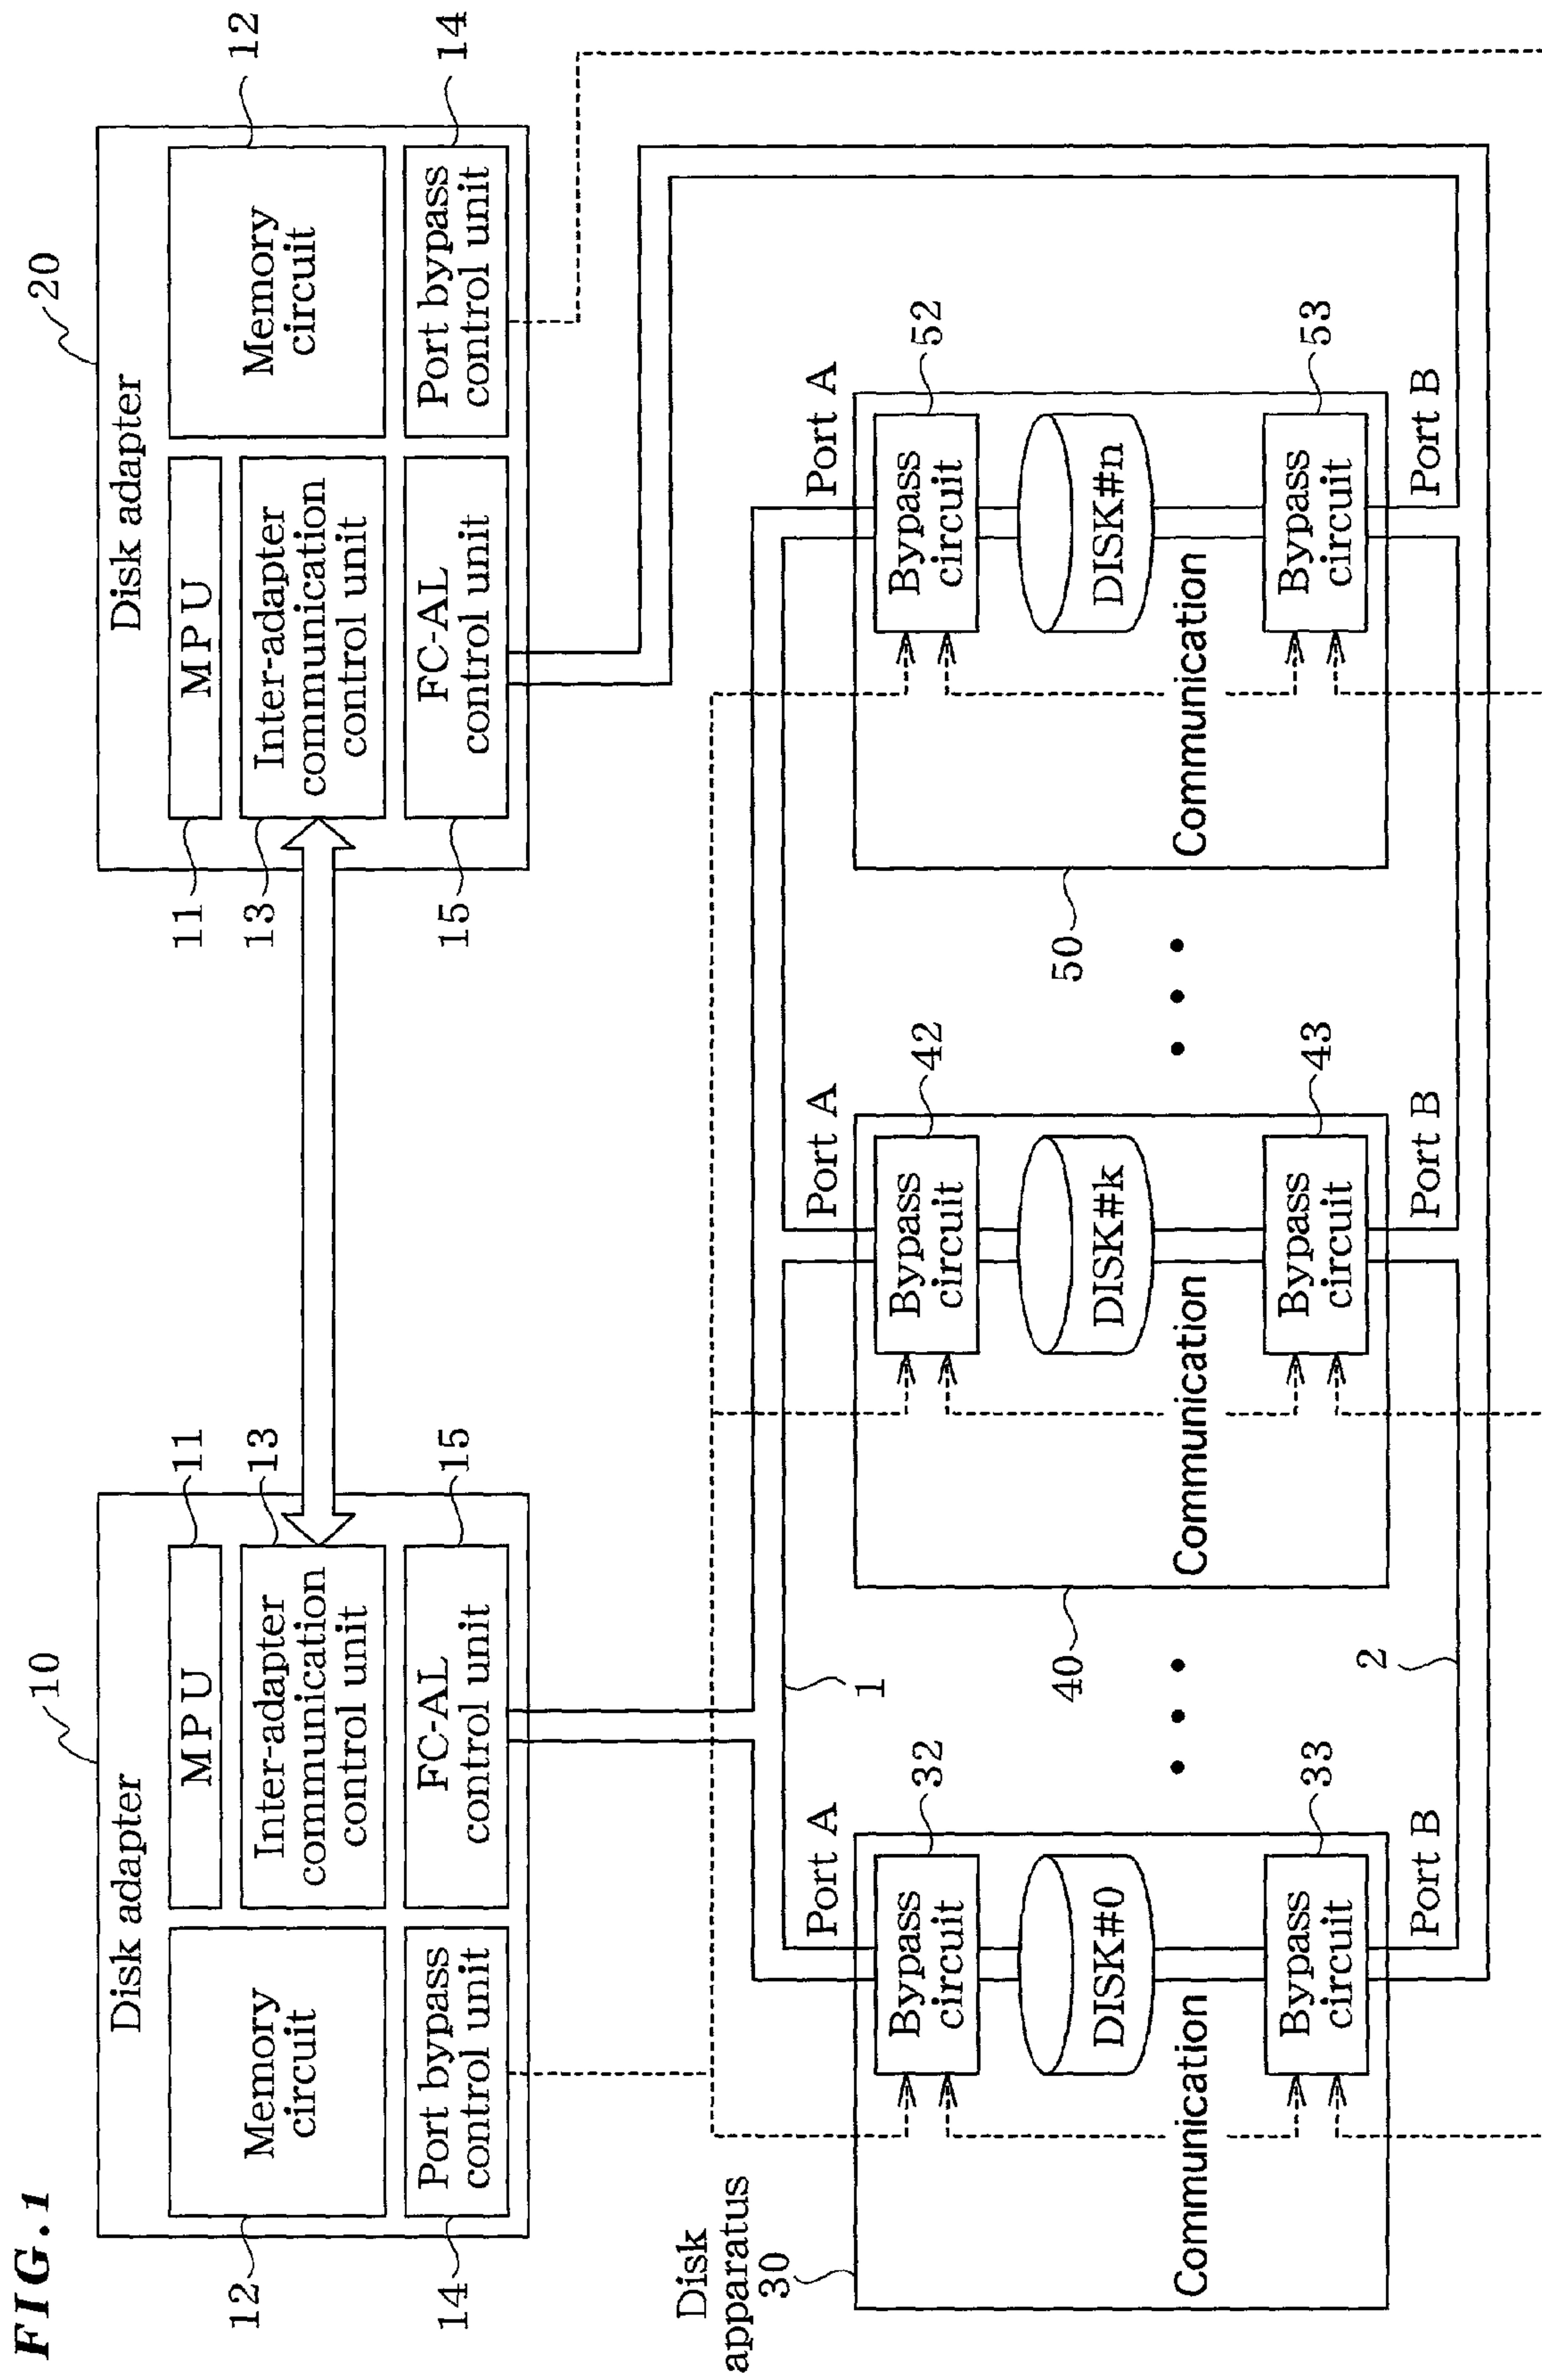 FIG.1
10
Disk adapter
12
Memory
circuit
MPU
11
Inter-adapter
communication
control unit
13
14
Port bypass
control unit
FC-AL
control unit
15
20
Disk adapter
11
MPU
Memory
circuit
12
13
Inter-adapter
communication
control unit
15
FC-AL
control unit
Port bypass
control unit
14
Disk
apparatus
30
Port A
Bypass
circuit
32
DISK#0
Communication
Bypass
circuit
33
Port B
1
2
40
Port A
Bypass
circuit
42
DISK#k
Communication
Bypass
circuit
43
Port B
50
Port A
Bypass
circuit
52
DISK#n
Communication
Bypass
circuit
53
Port B